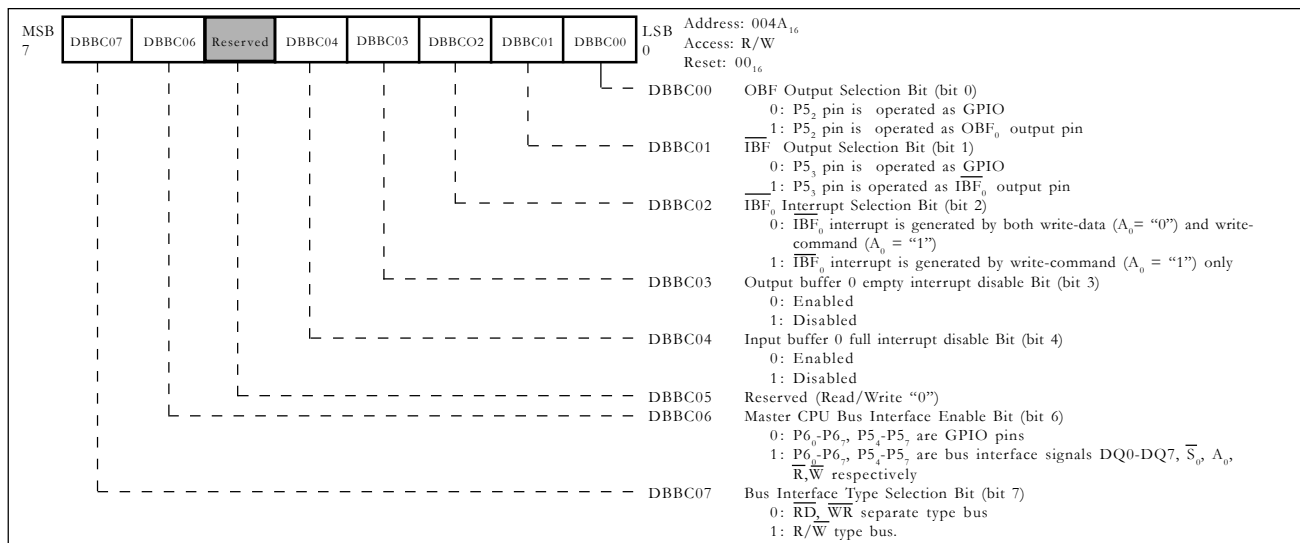 MSB 7 DBBC07 DBBC06 Reserved DBBC04 DBBC03 DBBCO2 DBBC01 DBBC00 LSB 0
Address: 004A₁₆
Access: R/W
Reset: 00₁₆
DBBC00 OBF Output Selection Bit (bit 0)
0: P5₂ pin is operated as GPIO
1: P5₂ pin is operated as OBF₀ output pin
DBBC01 I̅B̅F̅ Output Selection Bit (bit 1)
0: P5₃ pin is operated as GPIO
1: P5₃ pin is operated as I̅B̅F̅₀ output pin
DBBC02 I̅B̅F̅₀ Interrupt Selection Bit (bit 2)
0: I̅B̅F̅₀ interrupt is generated by both write-data (A₀= “0”) and write-
command (A₀ = “1”)
1: I̅B̅F̅₀ interrupt is generated by write-command (A₀ = “1”) only
DBBC03 Output buffer 0 empty interrupt disable Bit (bit 3)
0: Enabled
1: Disabled
DBBC04 Input buffer 0 full interrupt disable Bit (bit 4)
0: Enabled
1: Disabled
DBBC05 Reserved (Read/Write “0”)
DBBC06 Master CPU Bus Interface Enable Bit (bit 6)
0: P6₀-P6₇, P5₄-P5₇ are GPIO pins
1: P6₀-P6₇, P5₄-P5₇ are bus interface signals DQ0-DQ7, S̅₀, A₀,
R̅,W̅ respectively
DBBC07 Bus Interface Type Selection Bit (bit 7)
0: R̅D̅, W̅R̅ separate type bus
1: R/W̅ type bus.